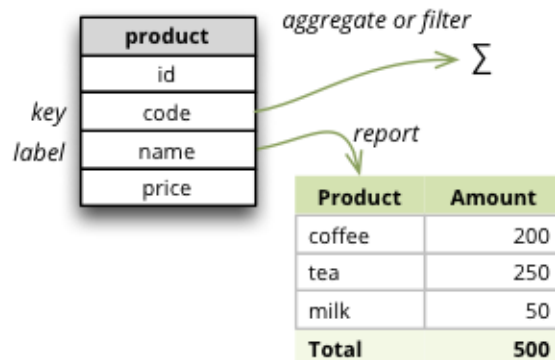 aggregate or filter
product
Σ
id
key code
label name
report
price
Product Amount
coffee 200
tea 250
milk 50
Total 500